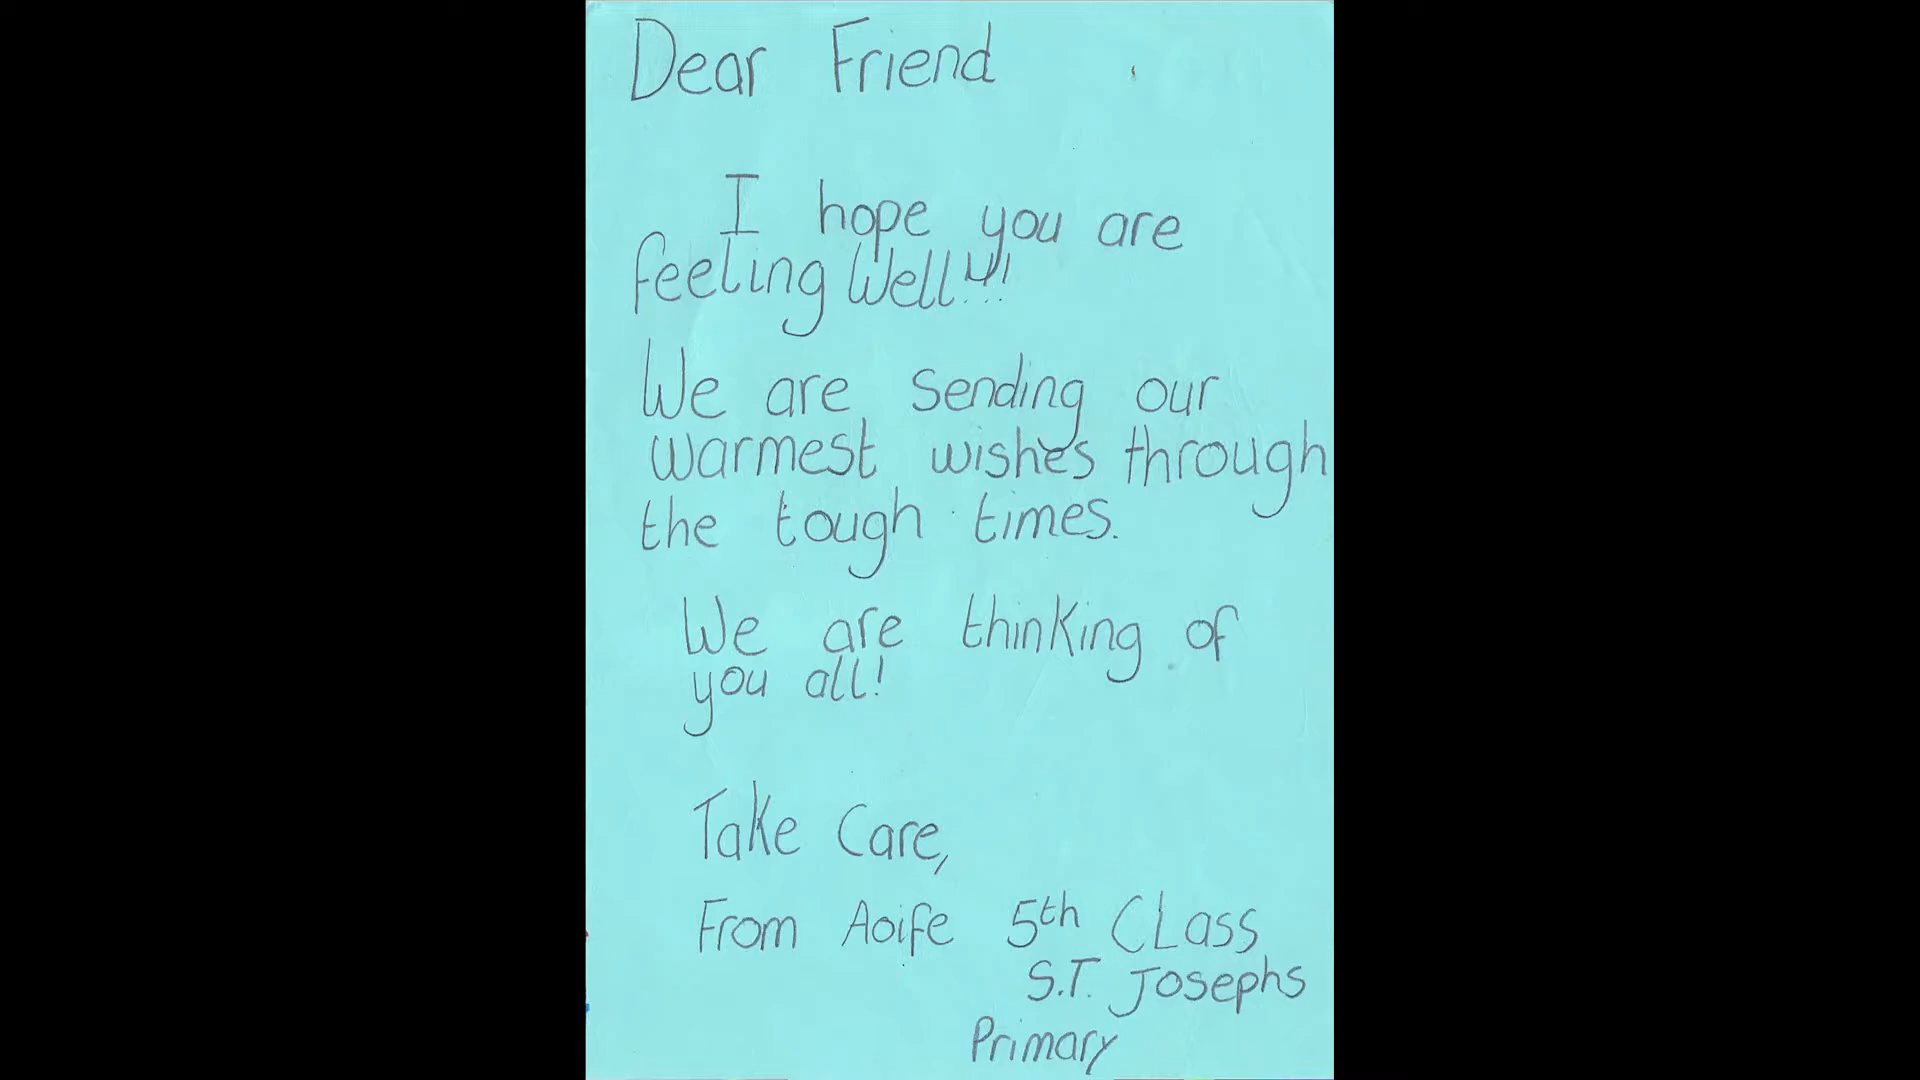 Dear Friend
I hope you are
feeling Well!!!
We are sending our
warmest wishes through
the tough times.
We are thinking of
you all!
Take Care,
From Aoife 5th CLass
S.T. Josephs
Primary